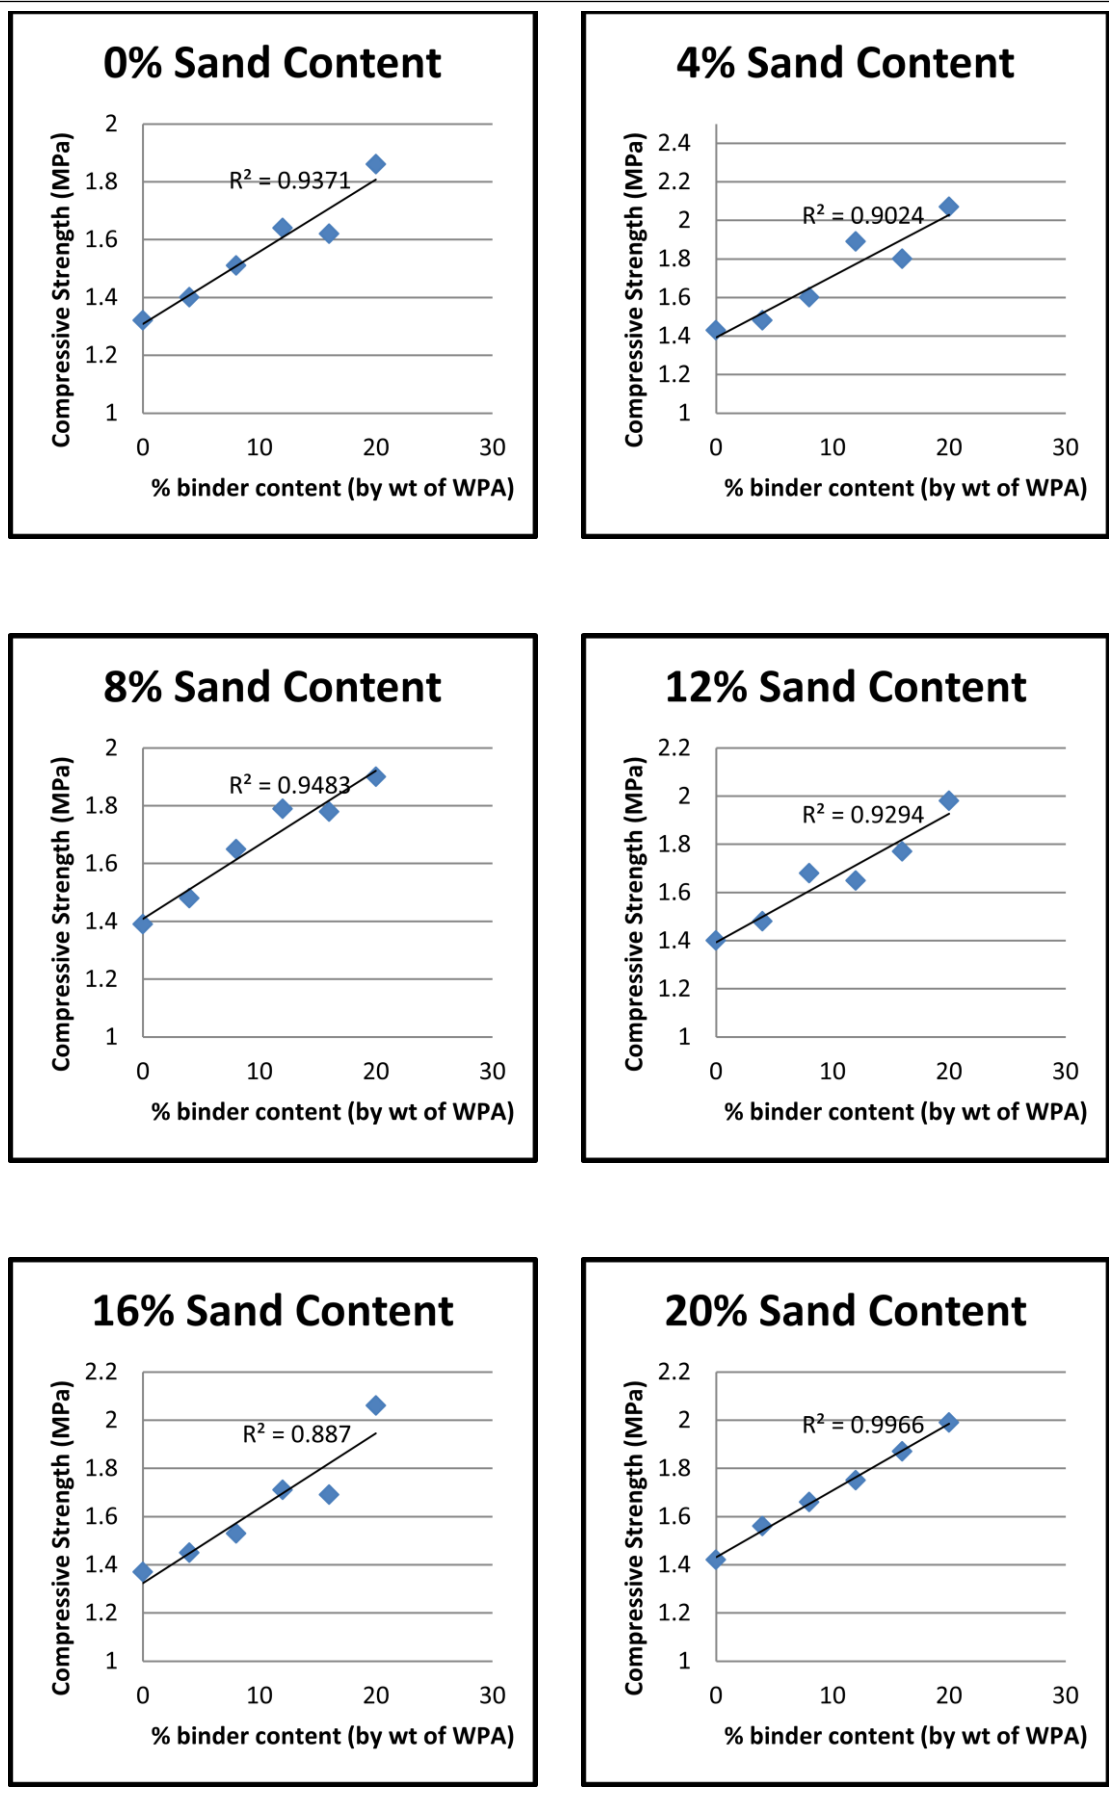 0% Sand Content
Compressive Strength (MPa)
2
1.8
1.6
1.4
1.2
1
R² = 0.9371
0 10 20 30
% binder content (by wt of WPA)
4% Sand Content
Compressive Strength (MPa)
2.4
2.2
2
1.8
1.6
1.4
1.2
1
R² = 0.9024
0 10 20 30
% binder content (by wt of WPA)
8% Sand Content
Compressive Strength (MPa)
2
1.8
1.6
1.4
1.2
1
R² = 0.9483
0 10 20 30
% binder content (by wt of WPA)
12% Sand Content
Compressive Strength (MPa)
2.2
2
1.8
1.6
1.4
1.2
1
R² = 0.9294
0 10 20 30
% binder content (by wt of WPA)
16% Sand Content
Compressive Strength (MPa)
2.2
2
1.8
1.6
1.4
1.2
1
R² = 0.887
0 10 20 30
% binder content (by wt of WPA)
20% Sand Content
Compressive Strength (MPa)
2.2
2
1.8
1.6
1.4
1.2
1
R² = 0.9966
0 10 20 30
% binder content (by wt of WPA)